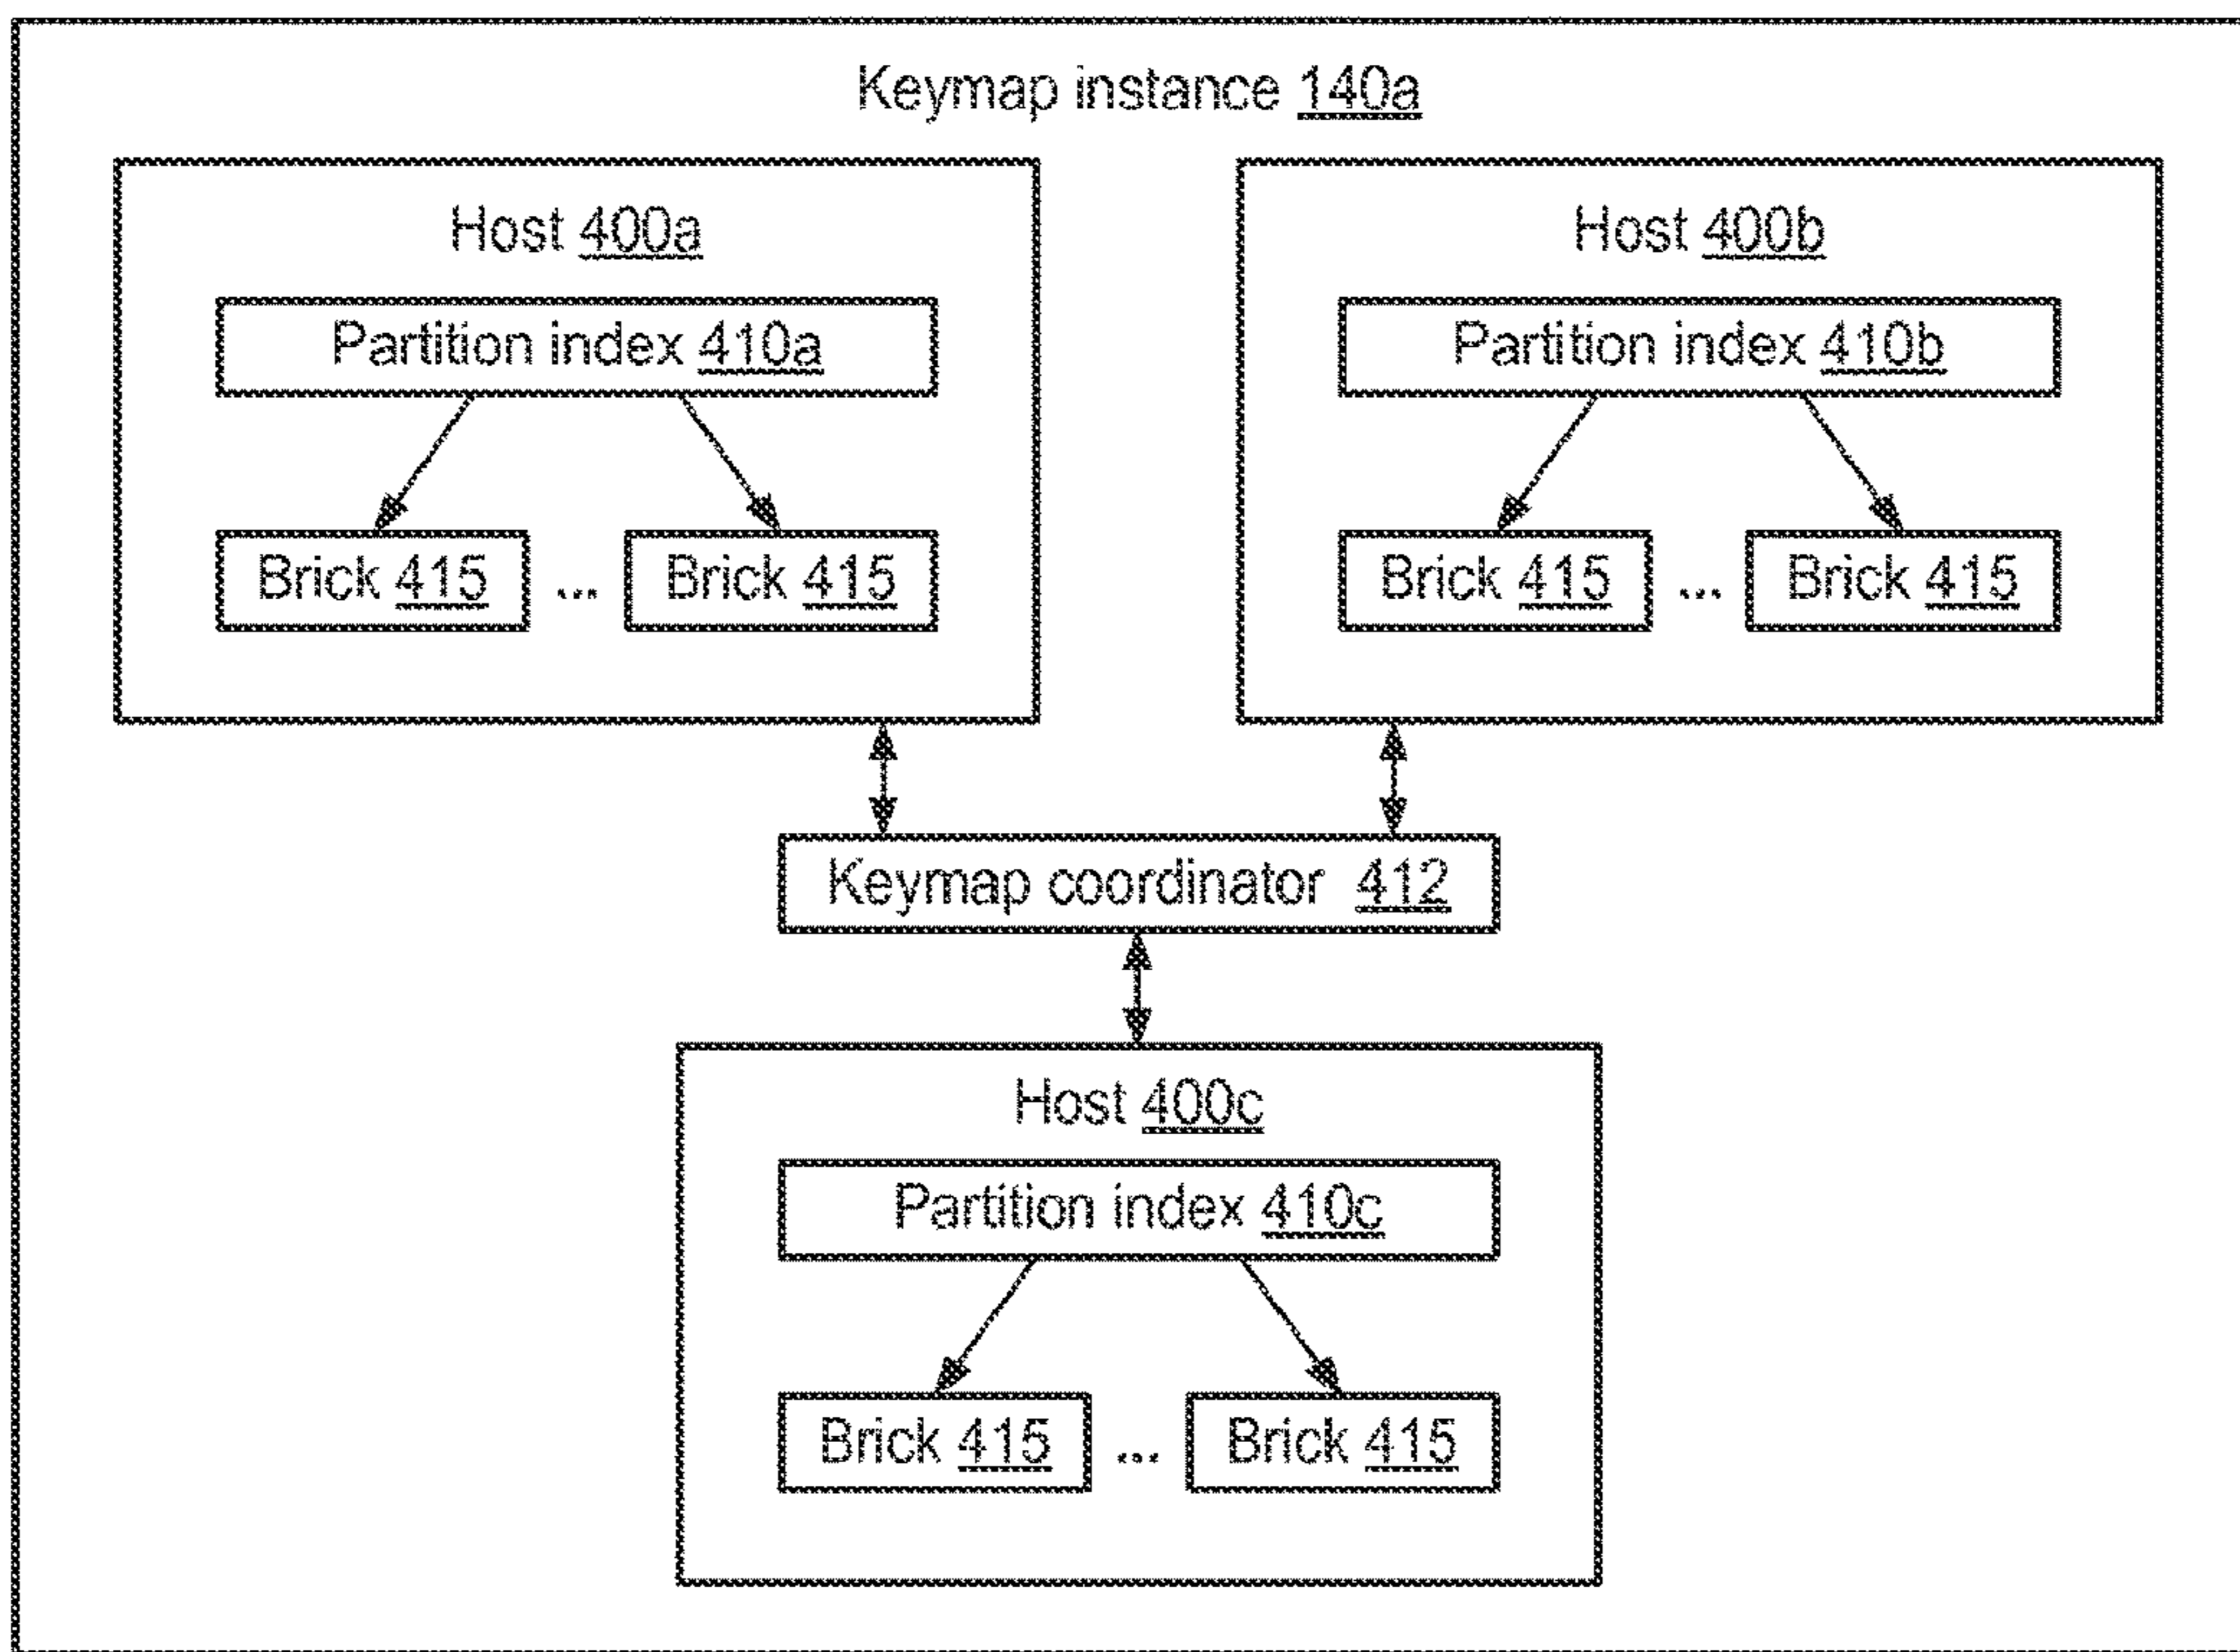 Keymap instance 140a
Host 400a
Partition index 410a
Brick 415 ... Brick 415
Host 400b
Partition index 410b
Brick 415 ... Brick 415
Keymap coordinator 412
Host 400c
Partition index 410c
Brick 415 ... Brick 415